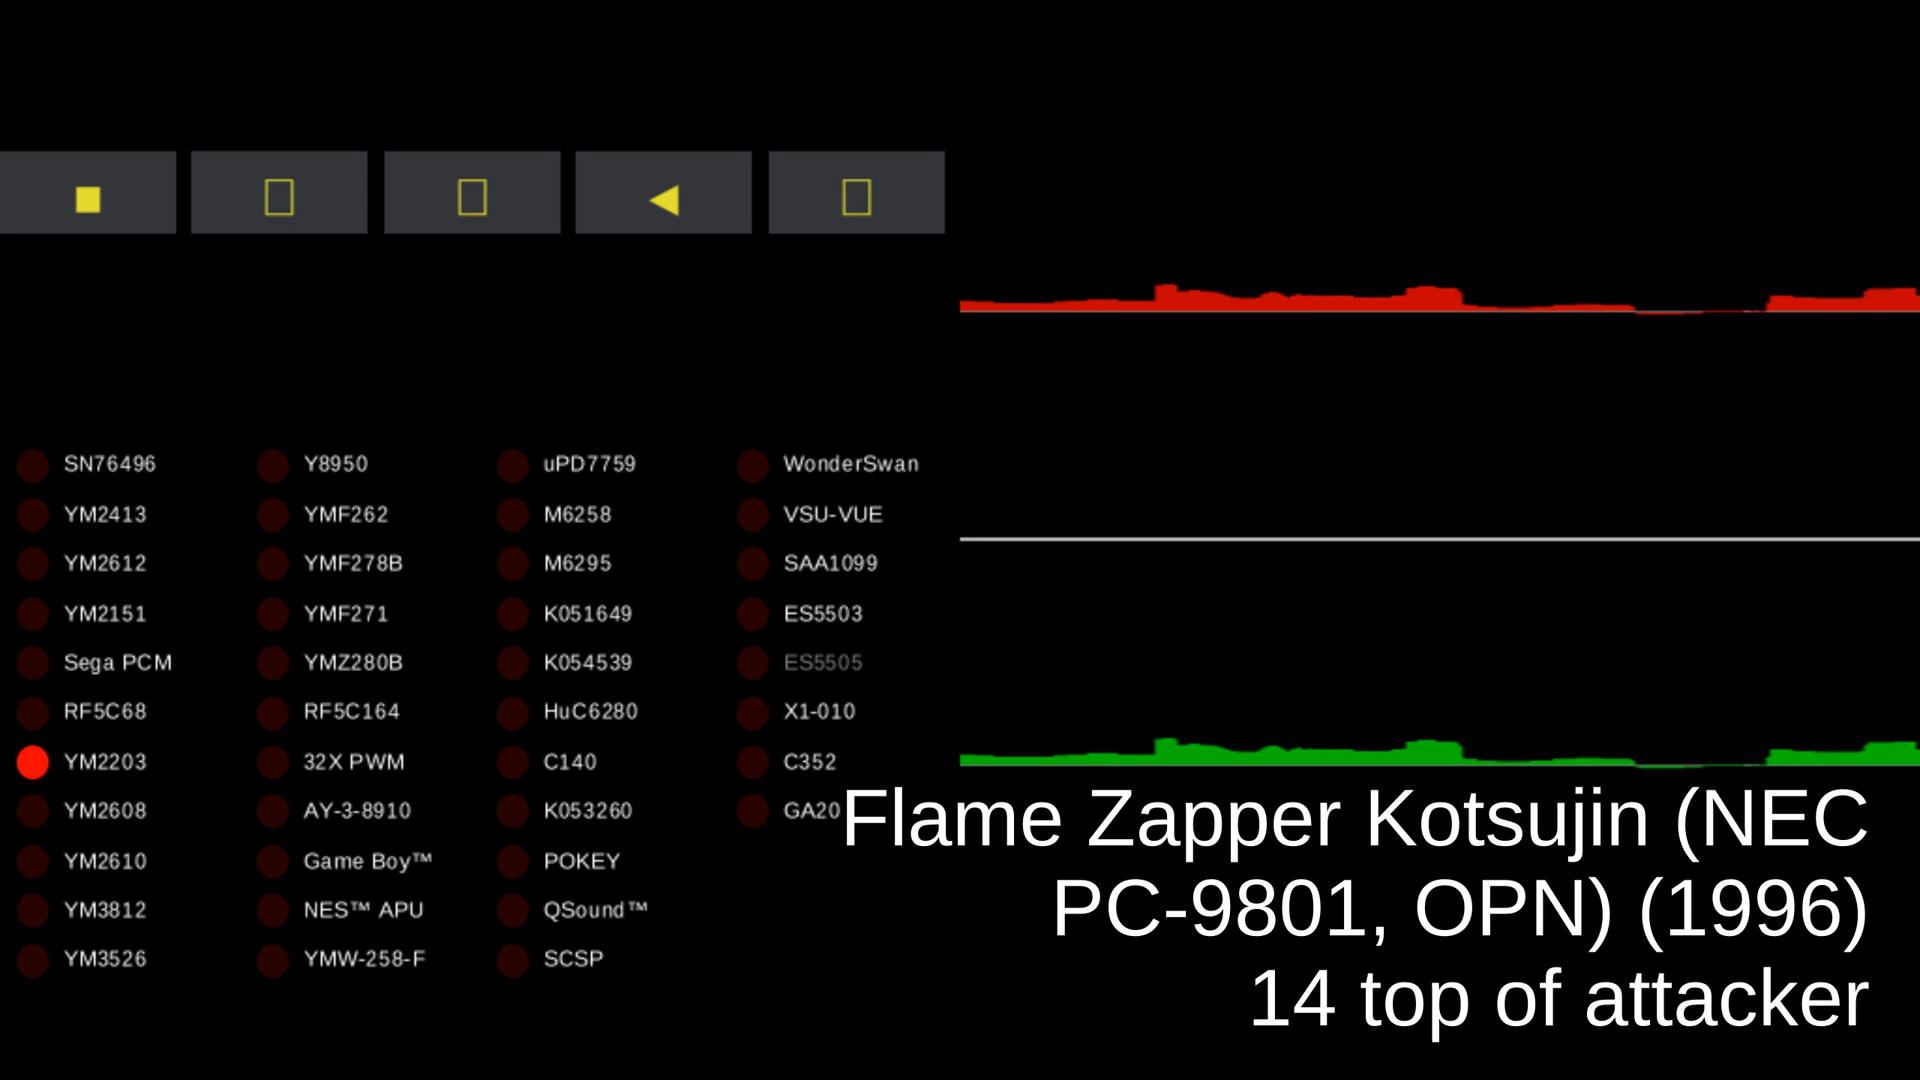 SN76496
YM2413
YM2612
YM2151
Sega PCM
RF5C68
YM2203
YM2608
YM2610
YM3812
YM3526
Y8950
YMF262
YMF278B
YMF271
YMZ280B
RF5C164
32X PWM
AY-3-8910
Game Boy™
NES™ APU
YMW-258-F
uPD7759
M6258
M6295
K051649
K054539
HuC6280
C140
K053260
POKEY
QSound™
SCSP
WonderSwan
VSU-VUE
SAA1099
ES5503
ES5505
X1-010
C352
GA20
Flame Zapper Kotsujin (NEC
PC-9801, OPN) (1996)
14 top of attacker